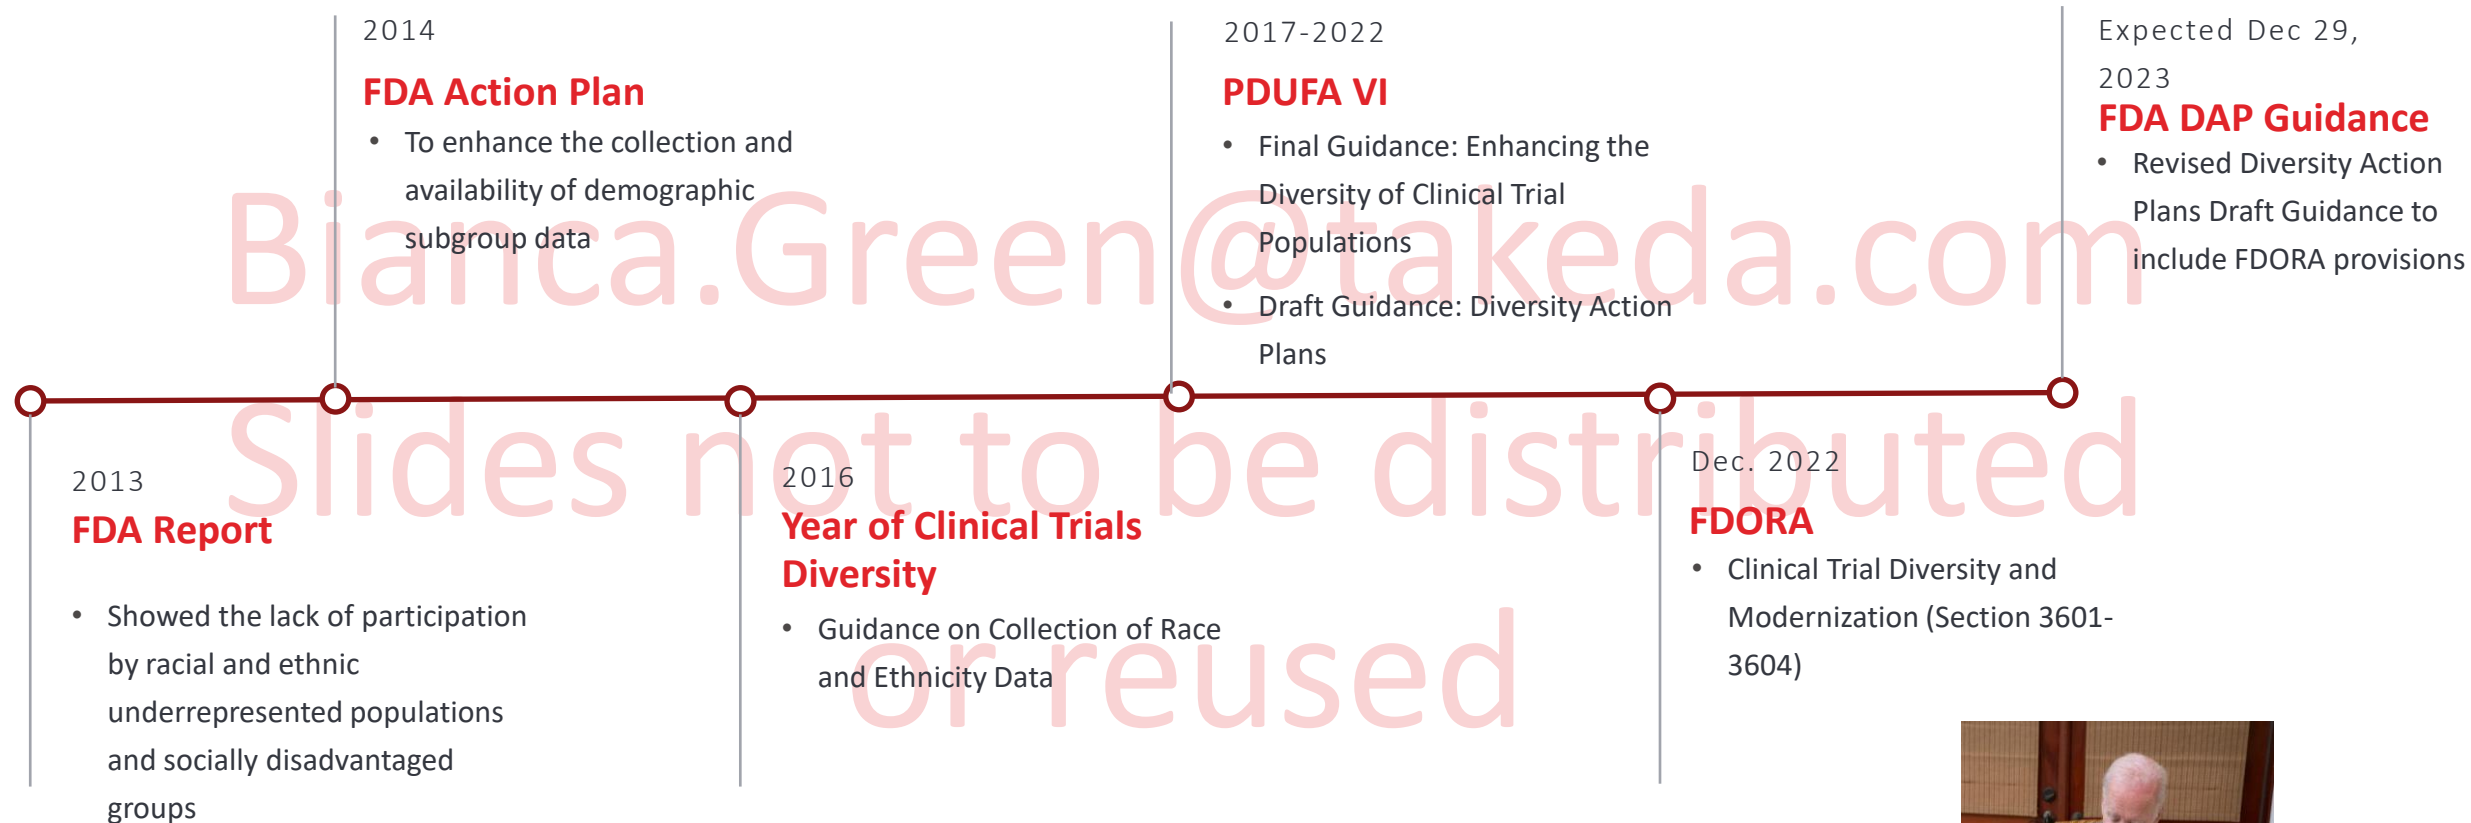 2014
FDA Action Plan
• To enhance the collection and
availability of demographic
subgroup data
2017-2022
PDUFA VI
• Final Guidance: Enhancing the
Diversity of Clinical Trial
Populations
• Draft Guidance: Diversity Action
Plans
Expected Dec 29,
2023
FDA DAP Guidance
• Revised Diversity Action
Plans Draft Guidance to
include FDORA provisions
Bianca.Green@takeda.com
Slides not to be distributed
or reused
2013
FDA Report
• Showed the lack of participation
by racial and ethnic
underrepresented populations
and socially disadvantaged
groups
2016
Year of Clinical Trials
Diversity
• Guidance on Collection of Race
and Ethnicity Data
Dec. 2022
FDORA
• Clinical Trial Diversity and
Modernization (Section 3601-
3604)